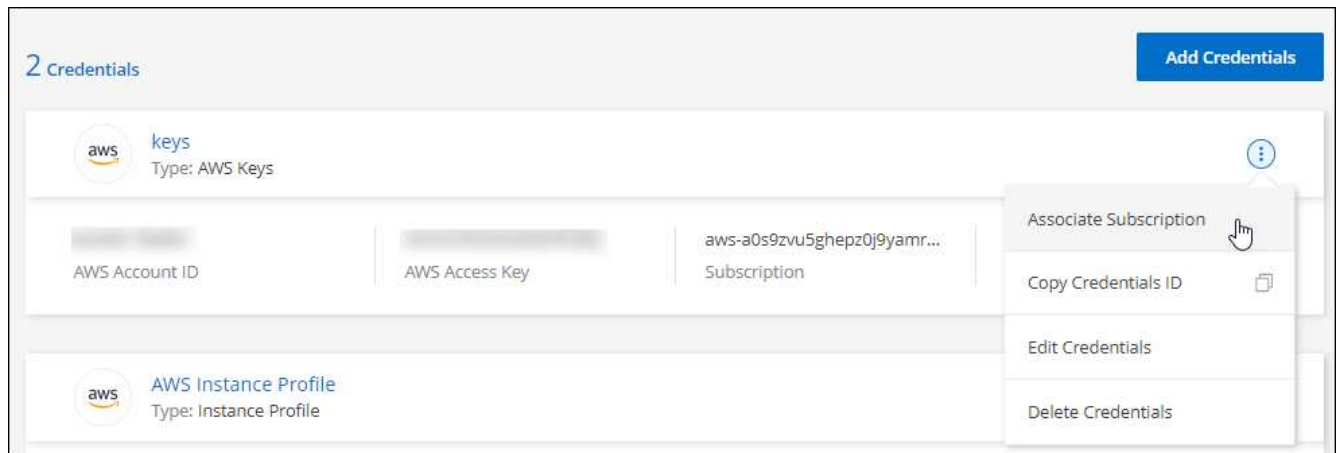 2 Credentials
Add Credentials
aws
keys
Type: AWS Keys
Associate Subscription
aws-a0s9zvu5ghepz0j9yamr...
AWS Account ID
AWS Access Key
Subscription
Copy Credentials ID
Edit Credentials
aws
AWS Instance Profile
Type: Instance Profile
Delete Credentials